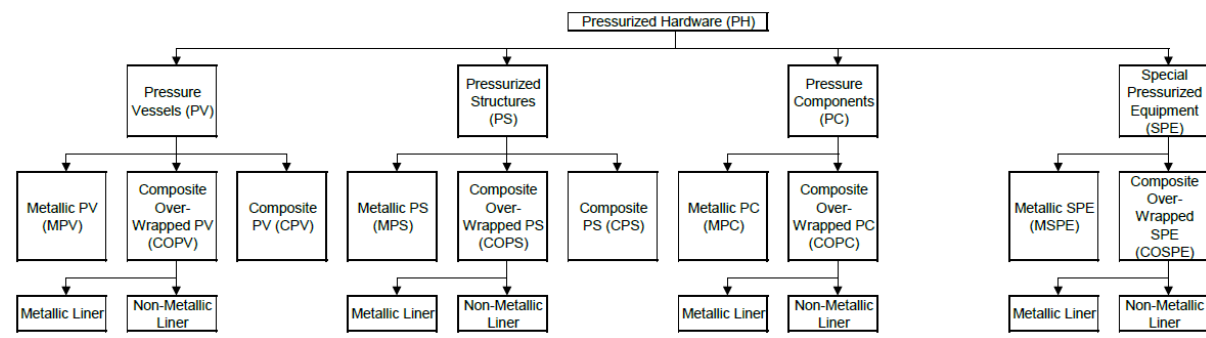 Pressurized Hardware (PH)
Pressure
Vessels (PV)
Pressurized
Structures
(PS)
Pressure
Components
(PC)
Special
Pressurized
Equipment
(SPE)
Metallic PV
(MPV)
Composite
Over-
Wrapped PV
(COPV)
Composite
PV (CPV)
Metallic PS
(MPS)
Composite
Over-
Wrapped PS
(COPS)
Composite
PS (CPS)
Metallic PC
(MPC)
Composite
Over-
Wrapped PC
(COPC)
Metallic SPE
(MSPE)
Composite
Over-
Wrapped
SPE
(COSPE)
Metallic Liner
Non-Metallic
Liner
Metallic Liner
Non-Metallic
Liner
Metallic Liner
Non-Metallic
Liner
Metallic Liner
Non-Metallic
Liner